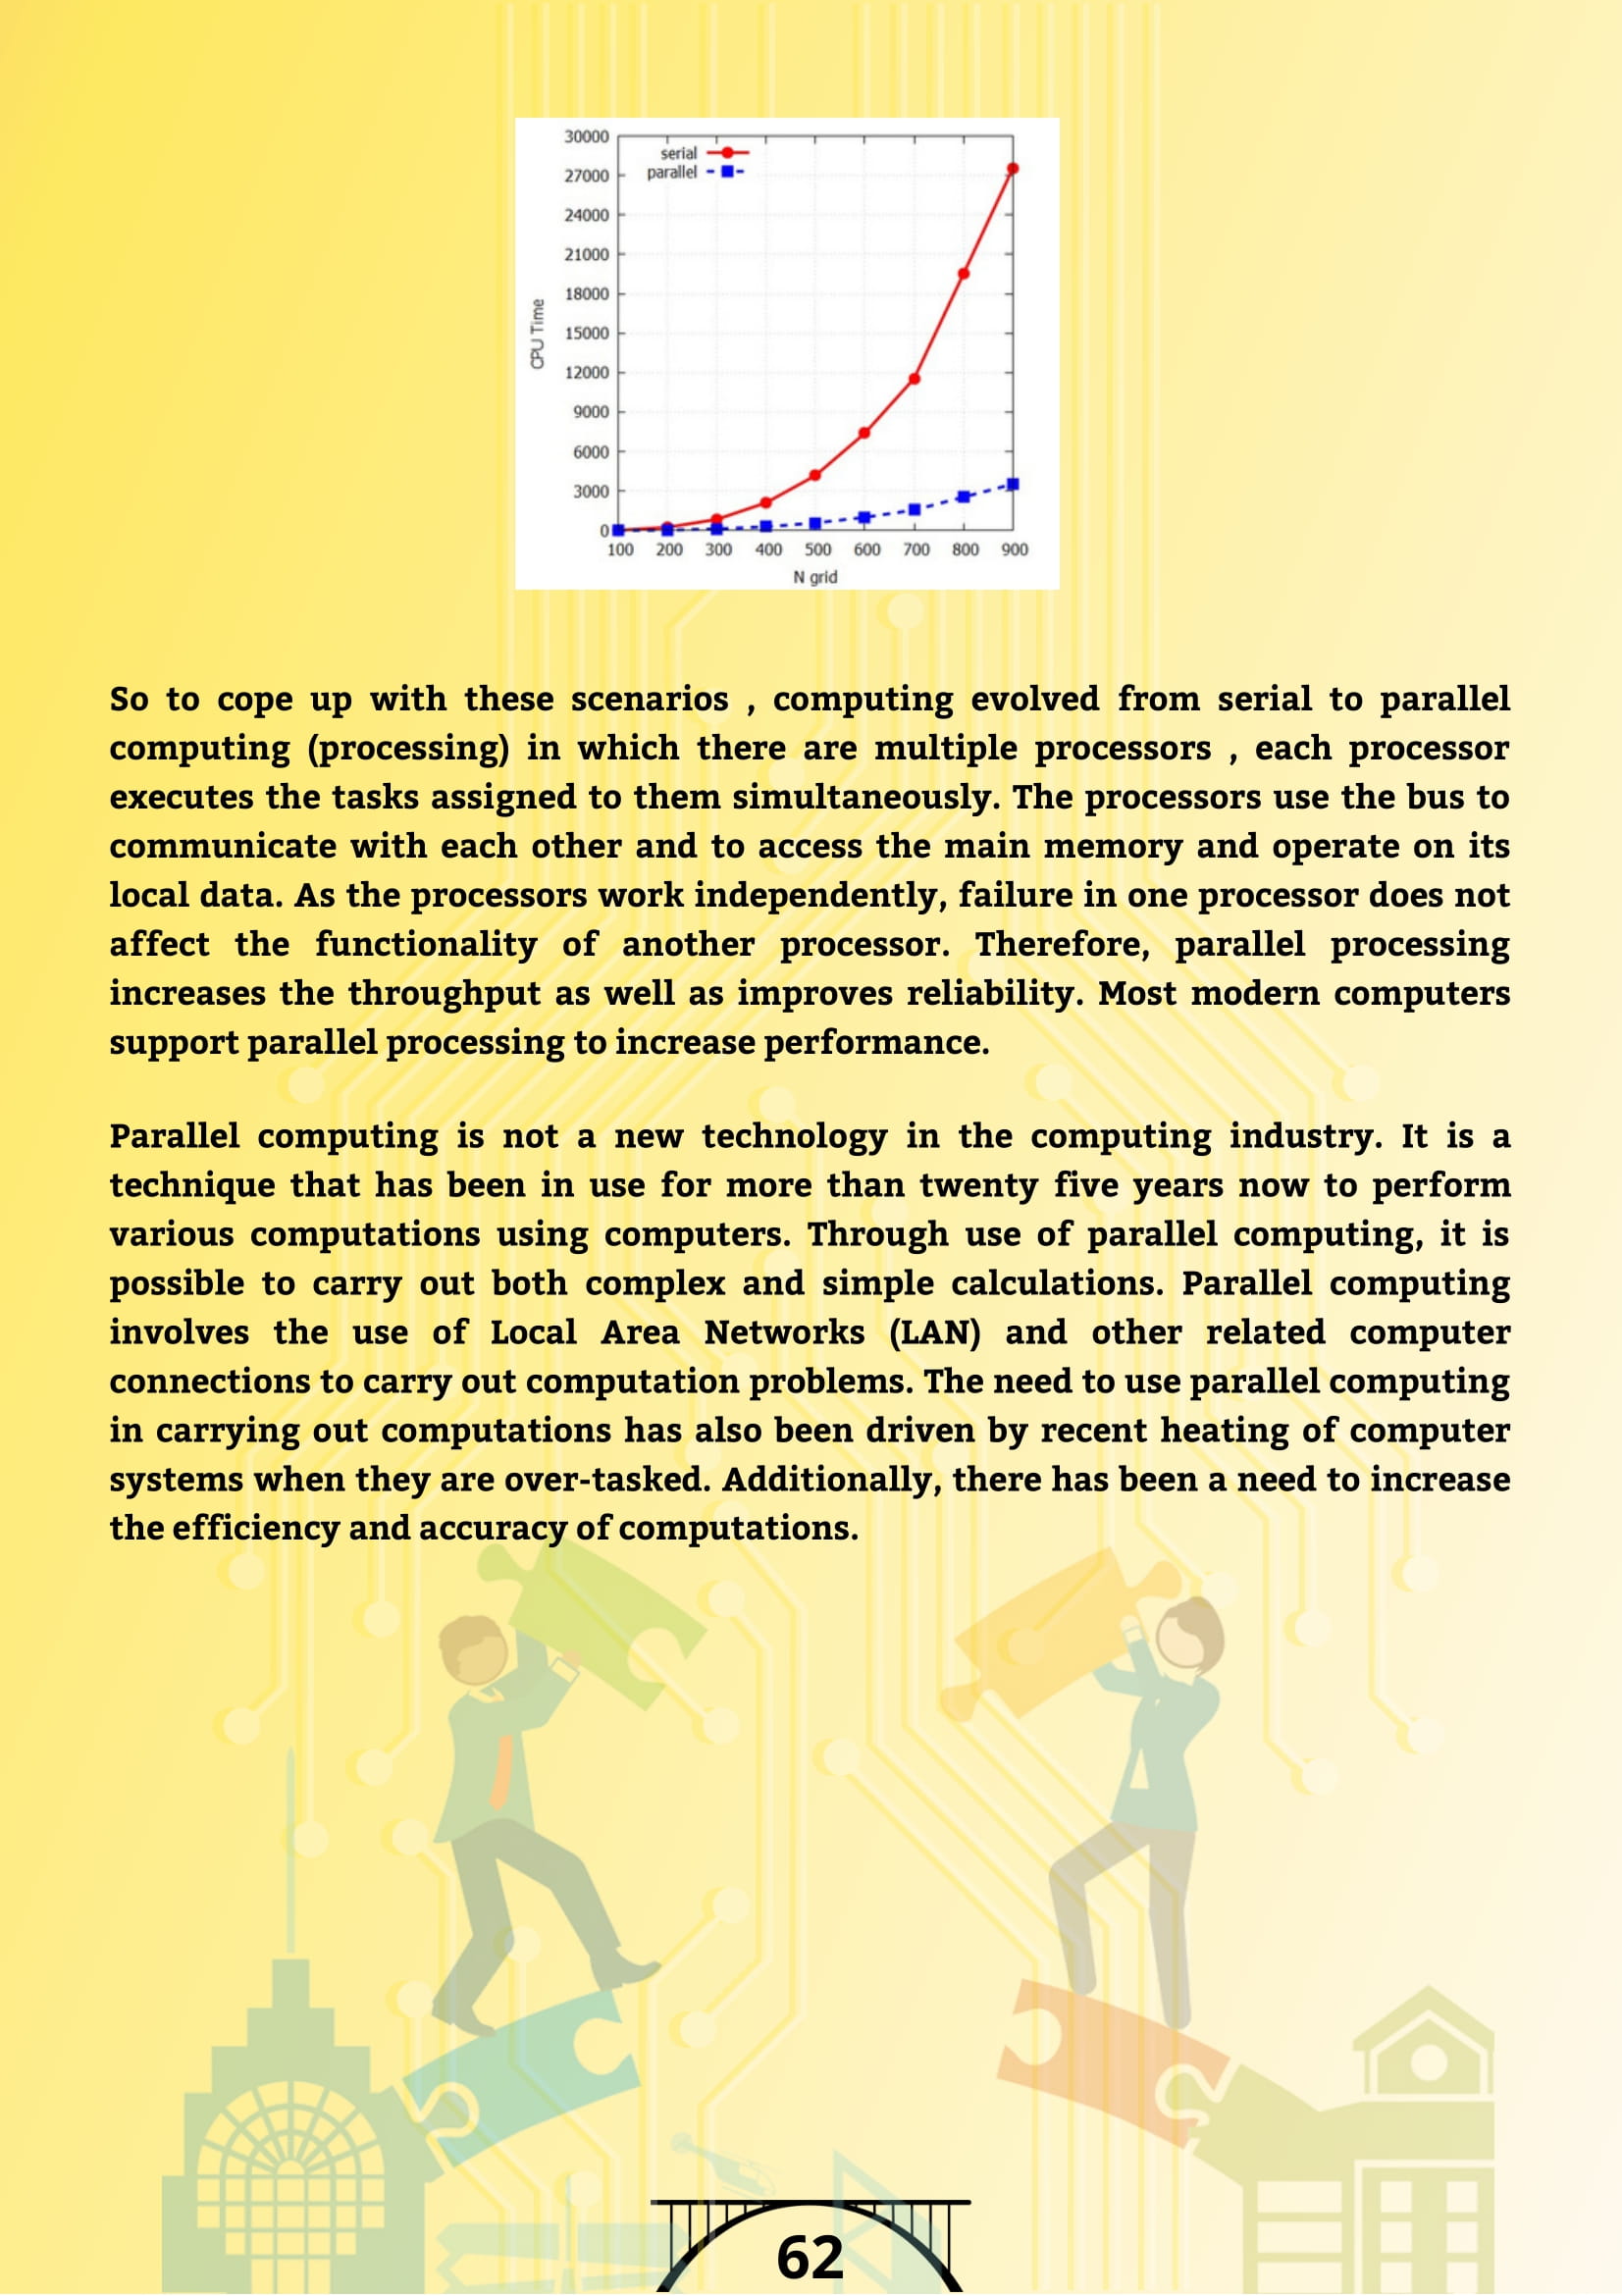 30000
serial
parallel
27000
24000
21000
18000
15000
12000
9000
6000
3000
0
CPU Time
100 200 300 400 500 600 700 800 900
N grid
So to cope up with these scenarios , computing evolved from serial to parallel
computing (processing) in which there are multiple processors , each processor
executes the tasks assigned to them simultaneously. The processors use the bus to
communicate with each other and to access the main memory and operate on its
local data. As the processors work independently, failure in one processor does not
affect the functionality of another processor. Therefore, parallel processing
increases the throughput as well as improves reliability. Most modern computers
support parallel processing to increase performance.
Parallel computing is not a new technology in the computing industry. It is a
technique that has been in use for more than twenty five years now to perform
various computations using computers. Through use of parallel computing, it is
possible to carry out both complex and simple calculations. Parallel computing
involves the use of Local Area Networks (LAN) and other related computer
connections to carry out computation problems. The need to use parallel computing
in carrying out computations has also been driven by recent heating of computer
systems when they are over-tasked. Additionally, there has been a need to increase
the efficiency and accuracy of computations.
62